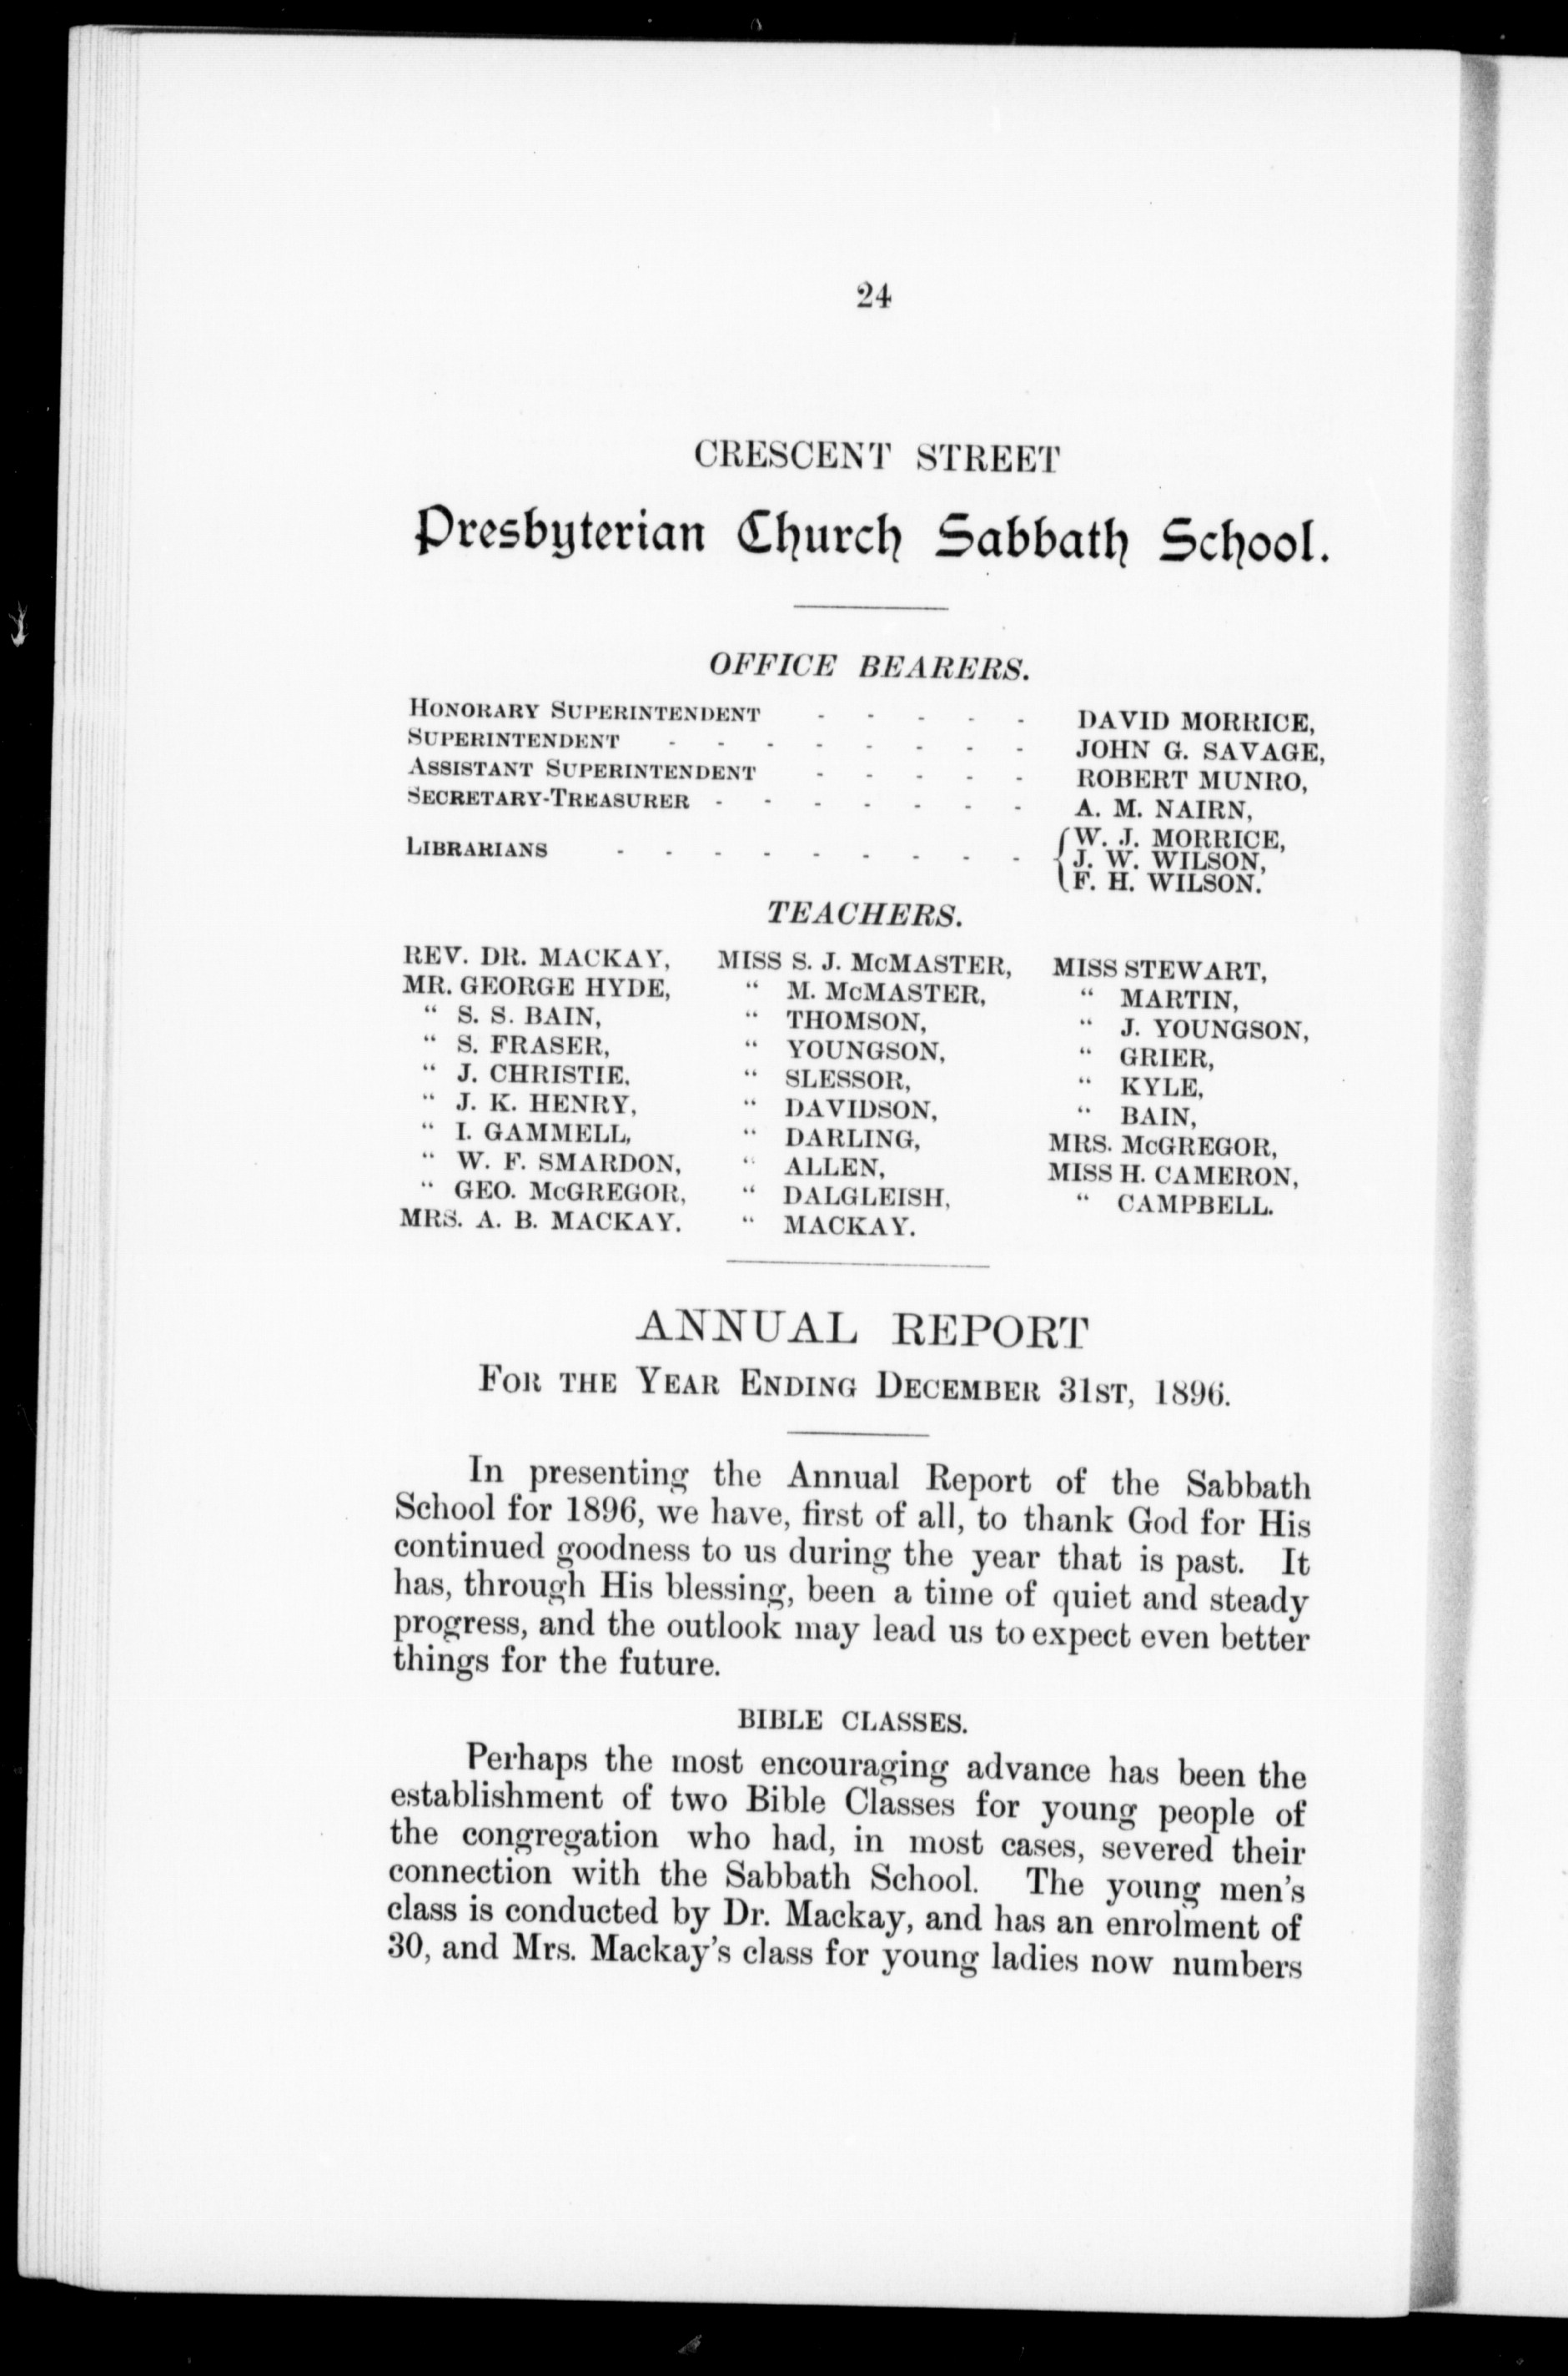 24
CRESCENT STREET
Presbyterian Church Sabbath School.
OFFICE BEARERS.
HONORARY SUPERINTENDENT - - - - - DAVID MORRICE,
SUPERINTENDENT - - - - - - - - JOHN G. SAVAGE,
ASSISTANT SUPERINTENDENT - - - - - ROBERT MUNRO,
SECRETARY-TREASURER - - - - - - - A. M. NAIRN,
LIBRARIANS - - - - - - - - - { W. J. MORRICE,
J. W. WILSON,
F. H. WILSON.
TEACHERS.
REV. DR. MACKAY,
MR. GEORGE HYDE,
“ S. S. BAIN,
“ S. FRASER,
“ J. CHRISTIE,
“ J. K. HENRY,
“ I. GAMMELL,
“ W. F. SMARDON,
“ GEO. McGREGOR,
MRS. A. B. MACKAY.
MISS S. J. McMASTER,
“ M. McMASTER,
“ THOMSON,
“ YOUNGSON,
“ SLESSOR,
“ DAVIDSON,
“ DARLING,
“ ALLEN,
“ DALGLEISH,
“ MACKAY.
MISS STEWART,
“ MARTIN,
“ J. YOUNGSON,
“ GRIER,
“ KYLE,
“ BAIN,
MRS. McGREGOR,
MISS H. CAMERON,
“ CAMPBELL.
ANNUAL REPORT
FOR THE YEAR ENDING DECEMBER 31ST, 1896.
In presenting the Annual Report of the Sabbath
School for 1896, we have, first of all, to thank God for His
continued goodness to us during the year that is past. It
has, through His blessing, been a time of quiet and steady
progress, and the outlook may lead us to expect even better
things for the future.
BIBLE CLASSES.
Perhaps the most encouraging advance has been the
establishment of two Bible Classes for young people of
the congregation who had, in most cases, severed their
connection with the Sabbath School. The young men's
class is conducted by Dr. Mackay, and has an enrolment of
30, and Mrs. Mackay's class for young ladies now numbers